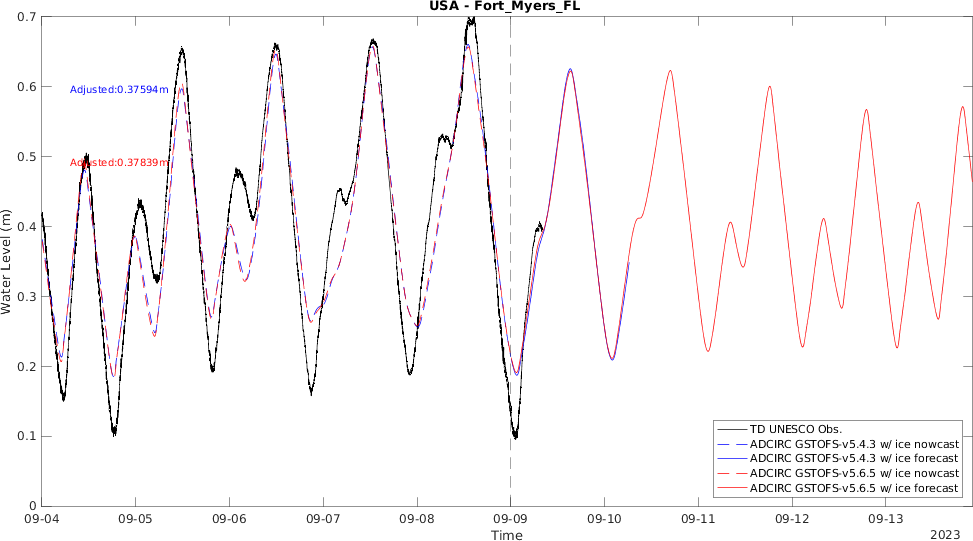 USA - Fort_Myers_FL
0.7
0.6
0.5
0.4
0.3
0.2
0.1
0
Water Level (m)
Adjusted:0.37594m
Adjusted:0.37839m
TD UNESCO Obs.
ADCIRC GSTOFS-v5.4.3 w/ ice nowcast
ADCIRC GSTOFS-v5.4.3 w/ ice forecast
ADCIRC GSTOFS-v5.6.5 w/ ice nowcast
ADCIRC GSTOFS-v5.6.5 w/ ice forecast
09-04 09-05 09-06 09-07 09-08 09-09 09-10 09-11 09-12 09-13
Time
2023